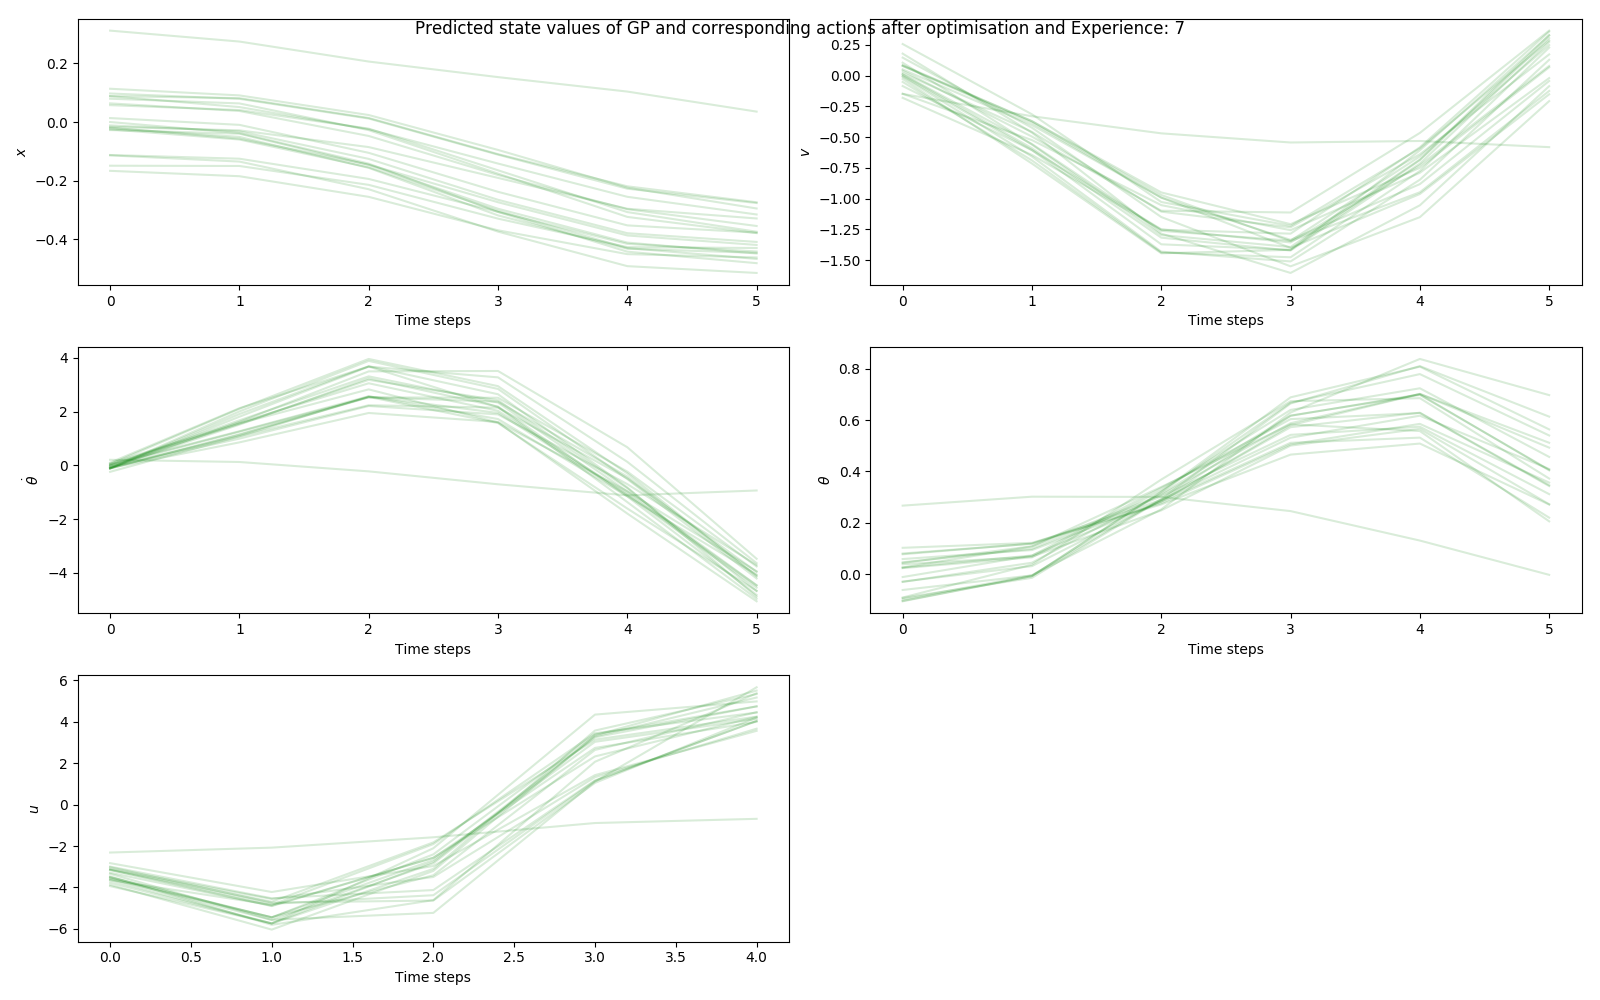 Predicted state values of GP and corresponding actions after optimisation and Experience: 7
x
0.2
0.0
−0.2
−0.4
0 1 2 3 4 5
Time steps
v
0.25
0.00
−0.25
−0.50
−0.75
−1.00
−1.25
−1.50
0 1 2 3 4 5
Time steps
θ̇
4
2
0
−2
−4
0 1 2 3 4 5
Time steps
θ
0.8
0.6
0.4
0.2
0.0
0 1 2 3 4 5
Time steps
u
6
4
2
0
−2
−4
−6
0.0 0.5 1.0 1.5 2.0 2.5 3.0 3.5 4.0
Time steps